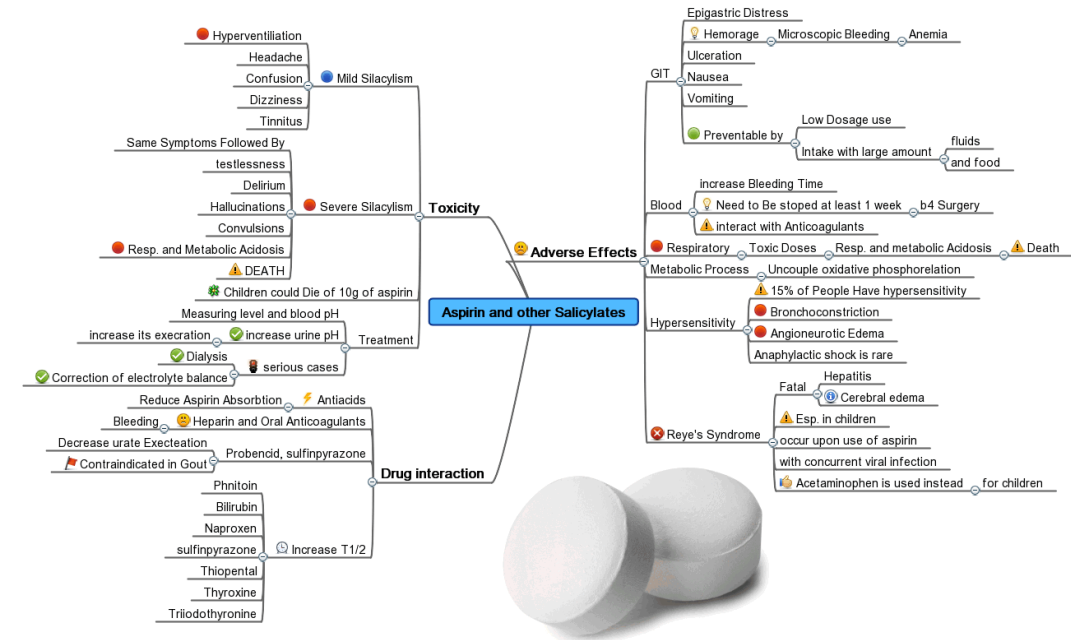 Aspirin and other Salicylates
Toxicity
Mild Silacylism
Hyperventiliation
Headache
Confusion
Dizziness
Tinnitus
Severe Silacylism
Same Symptoms Followed By
testlessness
Delirium
Hallucinations
Convulsions
Resp. and Metabolic Acidosis
DEATH
Children could Die of 10g of aspirin
Treatment
Measuring level and blood pH
increase urine pH
increase its execration
serious cases
Dialysis
Correction of electrolyte balance
Drug interaction
Antiacids
Reduce Aspirin Absorbtion
Heparin and Oral Anticoagulants
Bleeding
Probencid, sulfinpyrazone
Decrease urate Execteation
Contraindicated in Gout
Increase T1/2
Phnitoin
Bilirubin
Naproxen
sulfinpyrazone
Thiopental
Thyroxine
Triiodothyronine
Adverse Effects
GIT
Epigastric Distress
Hemorage
Microscopic Bleeding
Anemia
Ulceration
Nausea
Vomiting
Preventable by
Low Dosage use
Intake with large amount
fluids
and food
Blood
increase Bleeding Time
Need to Be stoped at least 1 week
b4 Surgery
interact with Anticoagulants
Respiratory
Toxic Doses
Resp. and metabolic Acidosis
Death
Metabolic Process
Uncouple oxidative phosphorelation
Hypersensitivity
15% of People Have hypersensitivity
Bronchoconstriction
Angioneurotic Edema
Anaphylactic shock is rare
Reye's Syndrome
Fatal
Hepatitis
Cerebral edema
Esp. in children
occur upon use of aspirin
with concurrent viral infection
Acetaminophen is used instead
for children